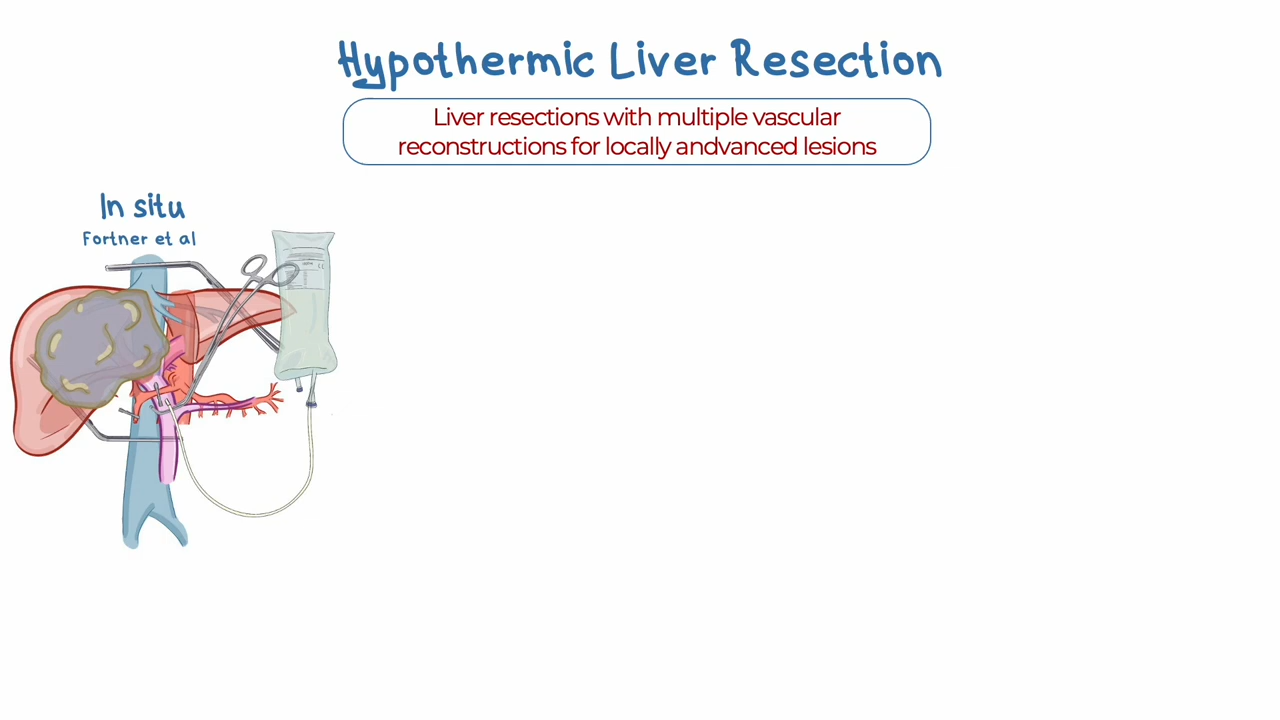 Hypothermic Liver Resection
Liver resections with multiple vascular
reconstructions for locally andvanced lesions
In situ
Fortner et al